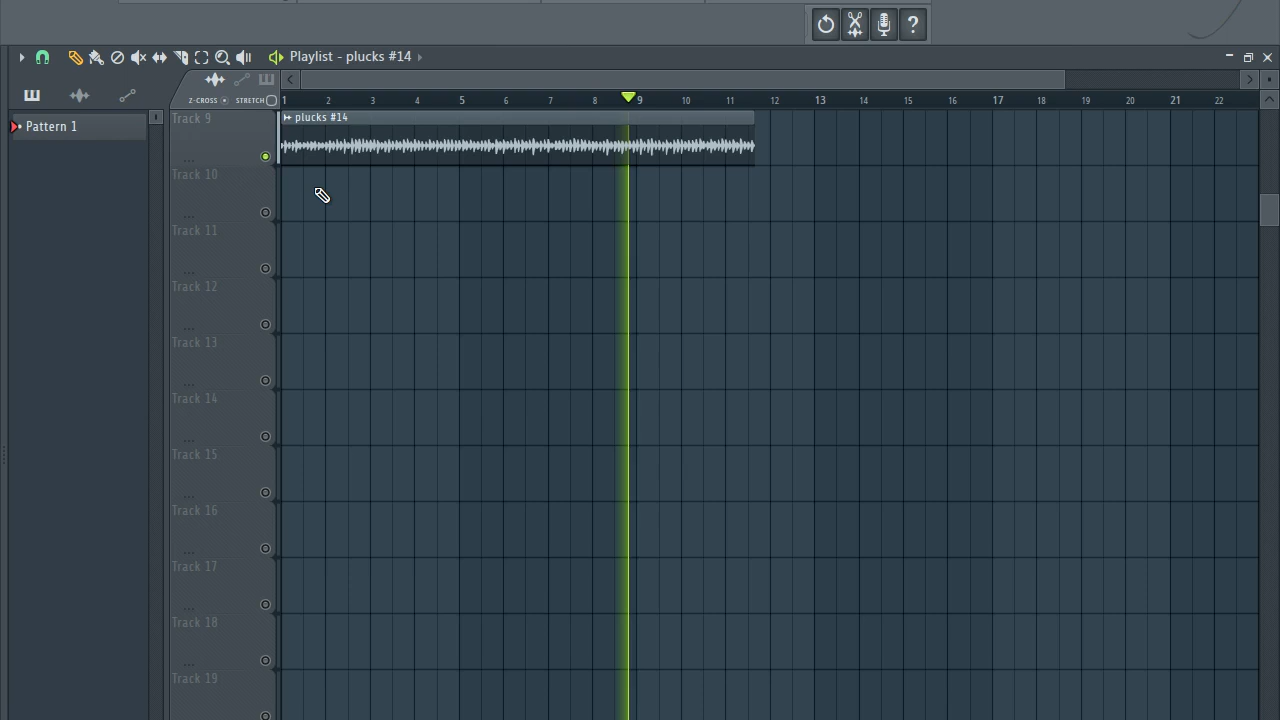 ?
Playlist - plucks #14
Z-CROSS STRETCH
1 2 3 4 5 6 7 8 9 10 11 12 13 14 15 16 17 18 19 20 21 22
Pattern 1
Track 9
plucks #14
Track 10
Track 11
Track 12
Track 13
Track 14
Track 15
Track 16
Track 17
Track 18
Track 19